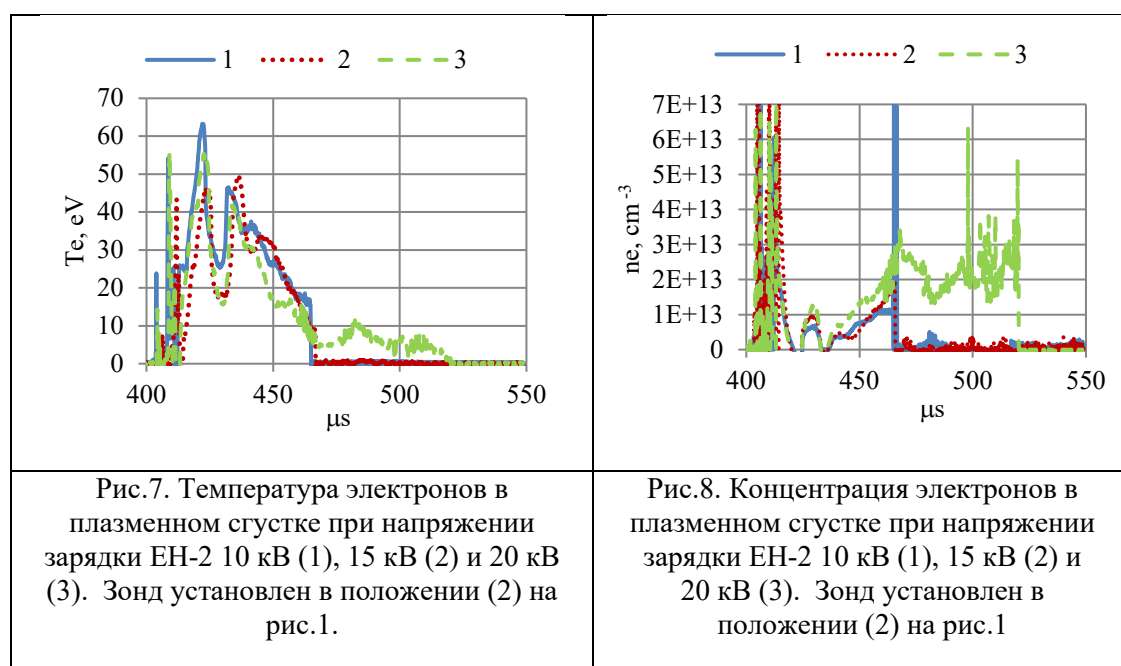 1 2 3
70
60
50
40
30
20
10
0
Te, eV
400 450 500 550
μs
1 2 3
7E+13
6E+13
5E+13
4E+13
3E+13
2E+13
1E+13
0
ne, cm⁻³
400 450 500 550
μs
Рис.7. Температура электронов в
плазменном сгустке при напряжении
зарядки ЕН-2 10 кВ (1), 15 кВ (2) и 20 кВ
(3). Зонд установлен в положении (2) на
рис.1.
Рис.8. Концентрация электронов в
плазменном сгустке при напряжении
зарядки ЕН-2 10 кВ (1), 15 кВ (2) и
20 кВ (3). Зонд установлен в
положении (2) на рис.1